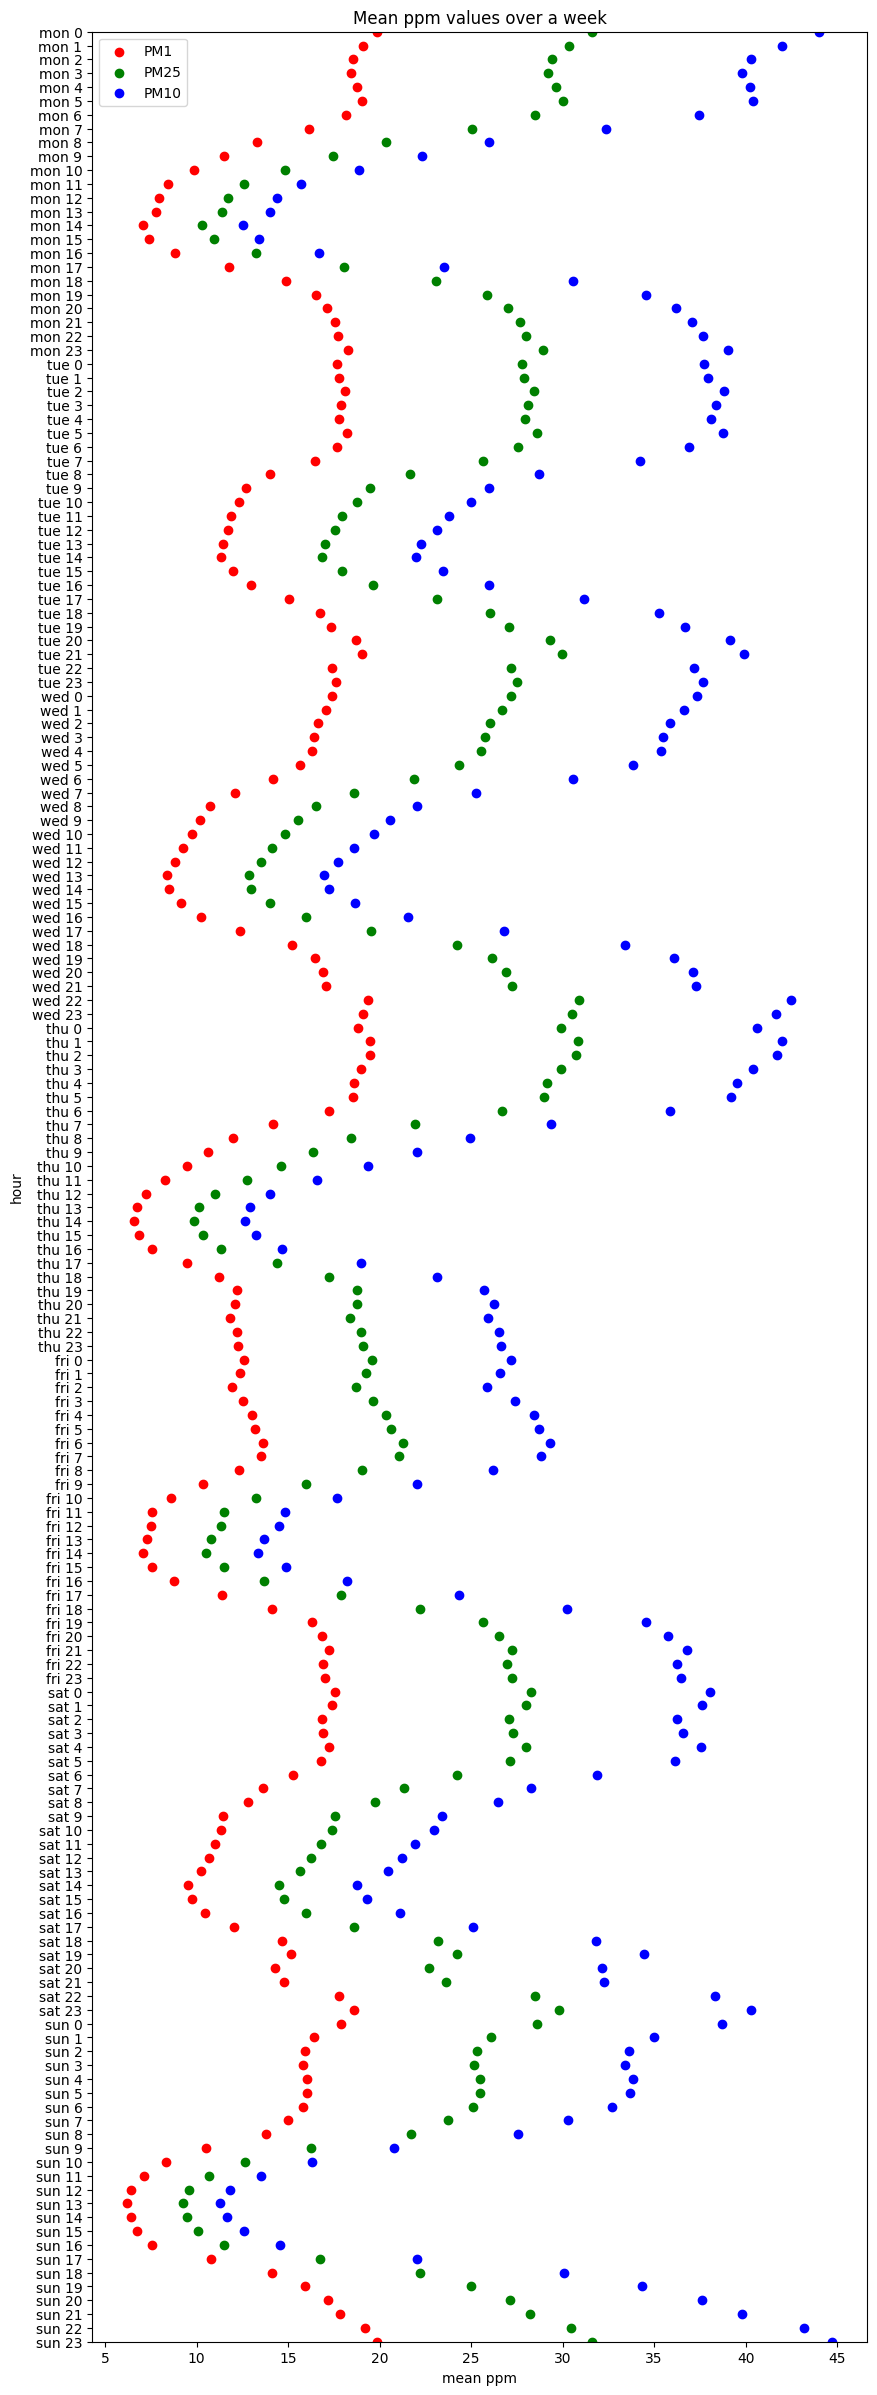 Mean ppm values over a week
PM1
PM25
PM10
mon 0
mon 1
mon 2
mon 3
mon 4
mon 5
mon 6
mon 7
mon 8
mon 9
mon 10
mon 11
mon 12
mon 13
mon 14
mon 15
mon 16
mon 17
mon 18
mon 19
mon 20
mon 21
mon 22
mon 23
tue 0
tue 1
tue 2
tue 3
tue 4
tue 5
tue 6
tue 7
tue 8
tue 9
tue 10
tue 11
tue 12
tue 13
tue 14
tue 15
tue 16
tue 17
tue 18
tue 19
tue 20
tue 21
tue 22
tue 23
wed 0
wed 1
wed 2
wed 3
wed 4
wed 5
wed 6
wed 7
wed 8
wed 9
wed 10
wed 11
wed 12
wed 13
wed 14
wed 15
wed 16
wed 17
wed 18
wed 19
wed 20
wed 21
wed 22
wed 23
thu 0
thu 1
thu 2
thu 3
thu 4
thu 5
thu 6
thu 7
thu 8
thu 9
thu 10
thu 11
thu 12
thu 13
thu 14
thu 15
thu 16
thu 17
thu 18
thu 19
thu 20
thu 21
thu 22
thu 23
fri 0
fri 1
fri 2
fri 3
fri 4
fri 5
fri 6
fri 7
fri 8
fri 9
fri 10
fri 11
fri 12
fri 13
fri 14
fri 15
fri 16
fri 17
fri 18
fri 19
fri 20
fri 21
fri 22
fri 23
sat 0
sat 1
sat 2
sat 3
sat 4
sat 5
sat 6
sat 7
sat 8
sat 9
sat 10
sat 11
sat 12
sat 13
sat 14
sat 15
sat 16
sat 17
sat 18
sat 19
sat 20
sat 21
sat 22
sat 23
sun 0
sun 1
sun 2
sun 3
sun 4
sun 5
sun 6
sun 7
sun 8
sun 9
sun 10
sun 11
sun 12
sun 13
sun 14
sun 15
sun 16
sun 17
sun 18
sun 19
sun 20
sun 21
sun 22
sun 23
hour
5 10 15 20 25 30 35 40 45
mean ppm